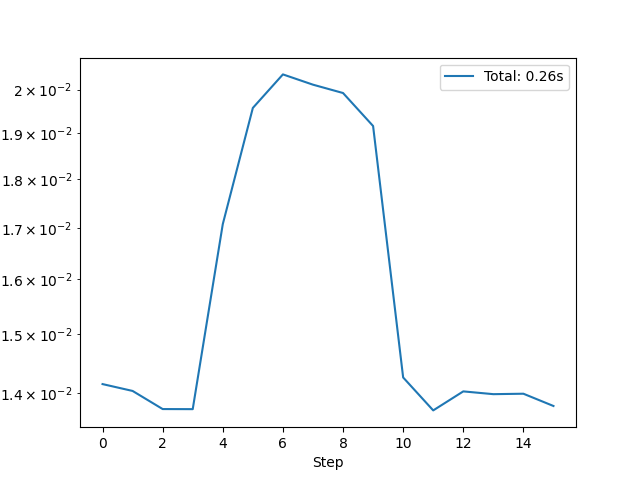 Total: 0.26s
2 × 10⁻²
1.9 × 10⁻²
1.8 × 10⁻²
1.7 × 10⁻²
1.6 × 10⁻²
1.5 × 10⁻²
1.4 × 10⁻²
0 2 4 6 8 10 12 14
Step